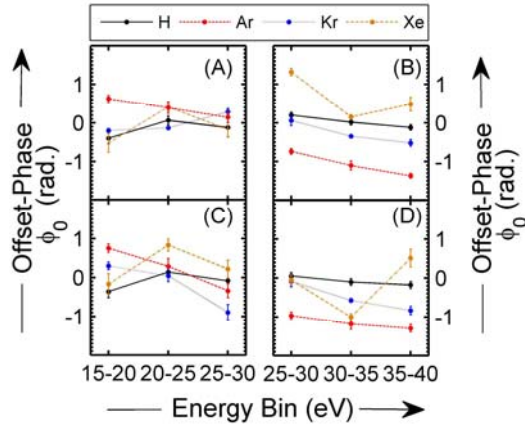 H Ar Kr Xe
(A) (B)
1
0
-1
1
0
-1
(C) (D)
1
0
-1
1
0
-1
Offset-Phase
ϕ0 (rad.)
Offset-Phase
ϕ0 (rad.)
15-20 20-25 25-30 25-30 30-35 35-40
Energy Bin (eV)